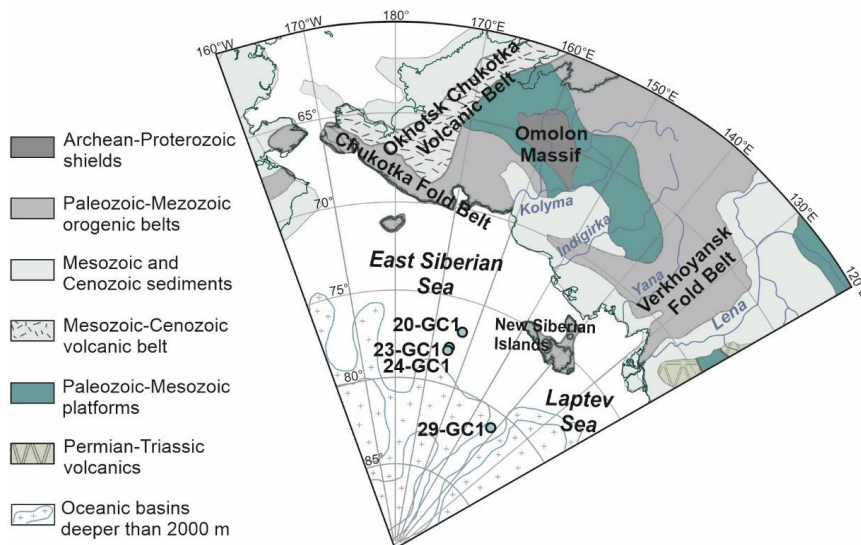 160°W
170°W
180°
170°E
160°E
150°E
140°E
130°E
120°
65°
70°
75°
80°
85°
Okhotsk Chukotka
Volcanic Belt
Chukotka Fold Belt
Omolon
Massif
Kolyma
Indigirka
Yana
Verkhoyansk
Fold Belt
Lena
East Siberian
Sea
New Siberian
Islands
Laptev
Sea
20-GC1
23-GC1
24-GC1
29-GC1
Archean-Proterozoic
shields
Paleozoic-Mezozoic
orogenic belts
Mesozoic and
Cenozoic sediments
Mesozoic-Cenozoic
volcanic belt
Paleozoic-Mesozoic
platforms
Permian-Triassic
volcanics
Oceanic basins
deeper than 2000 m